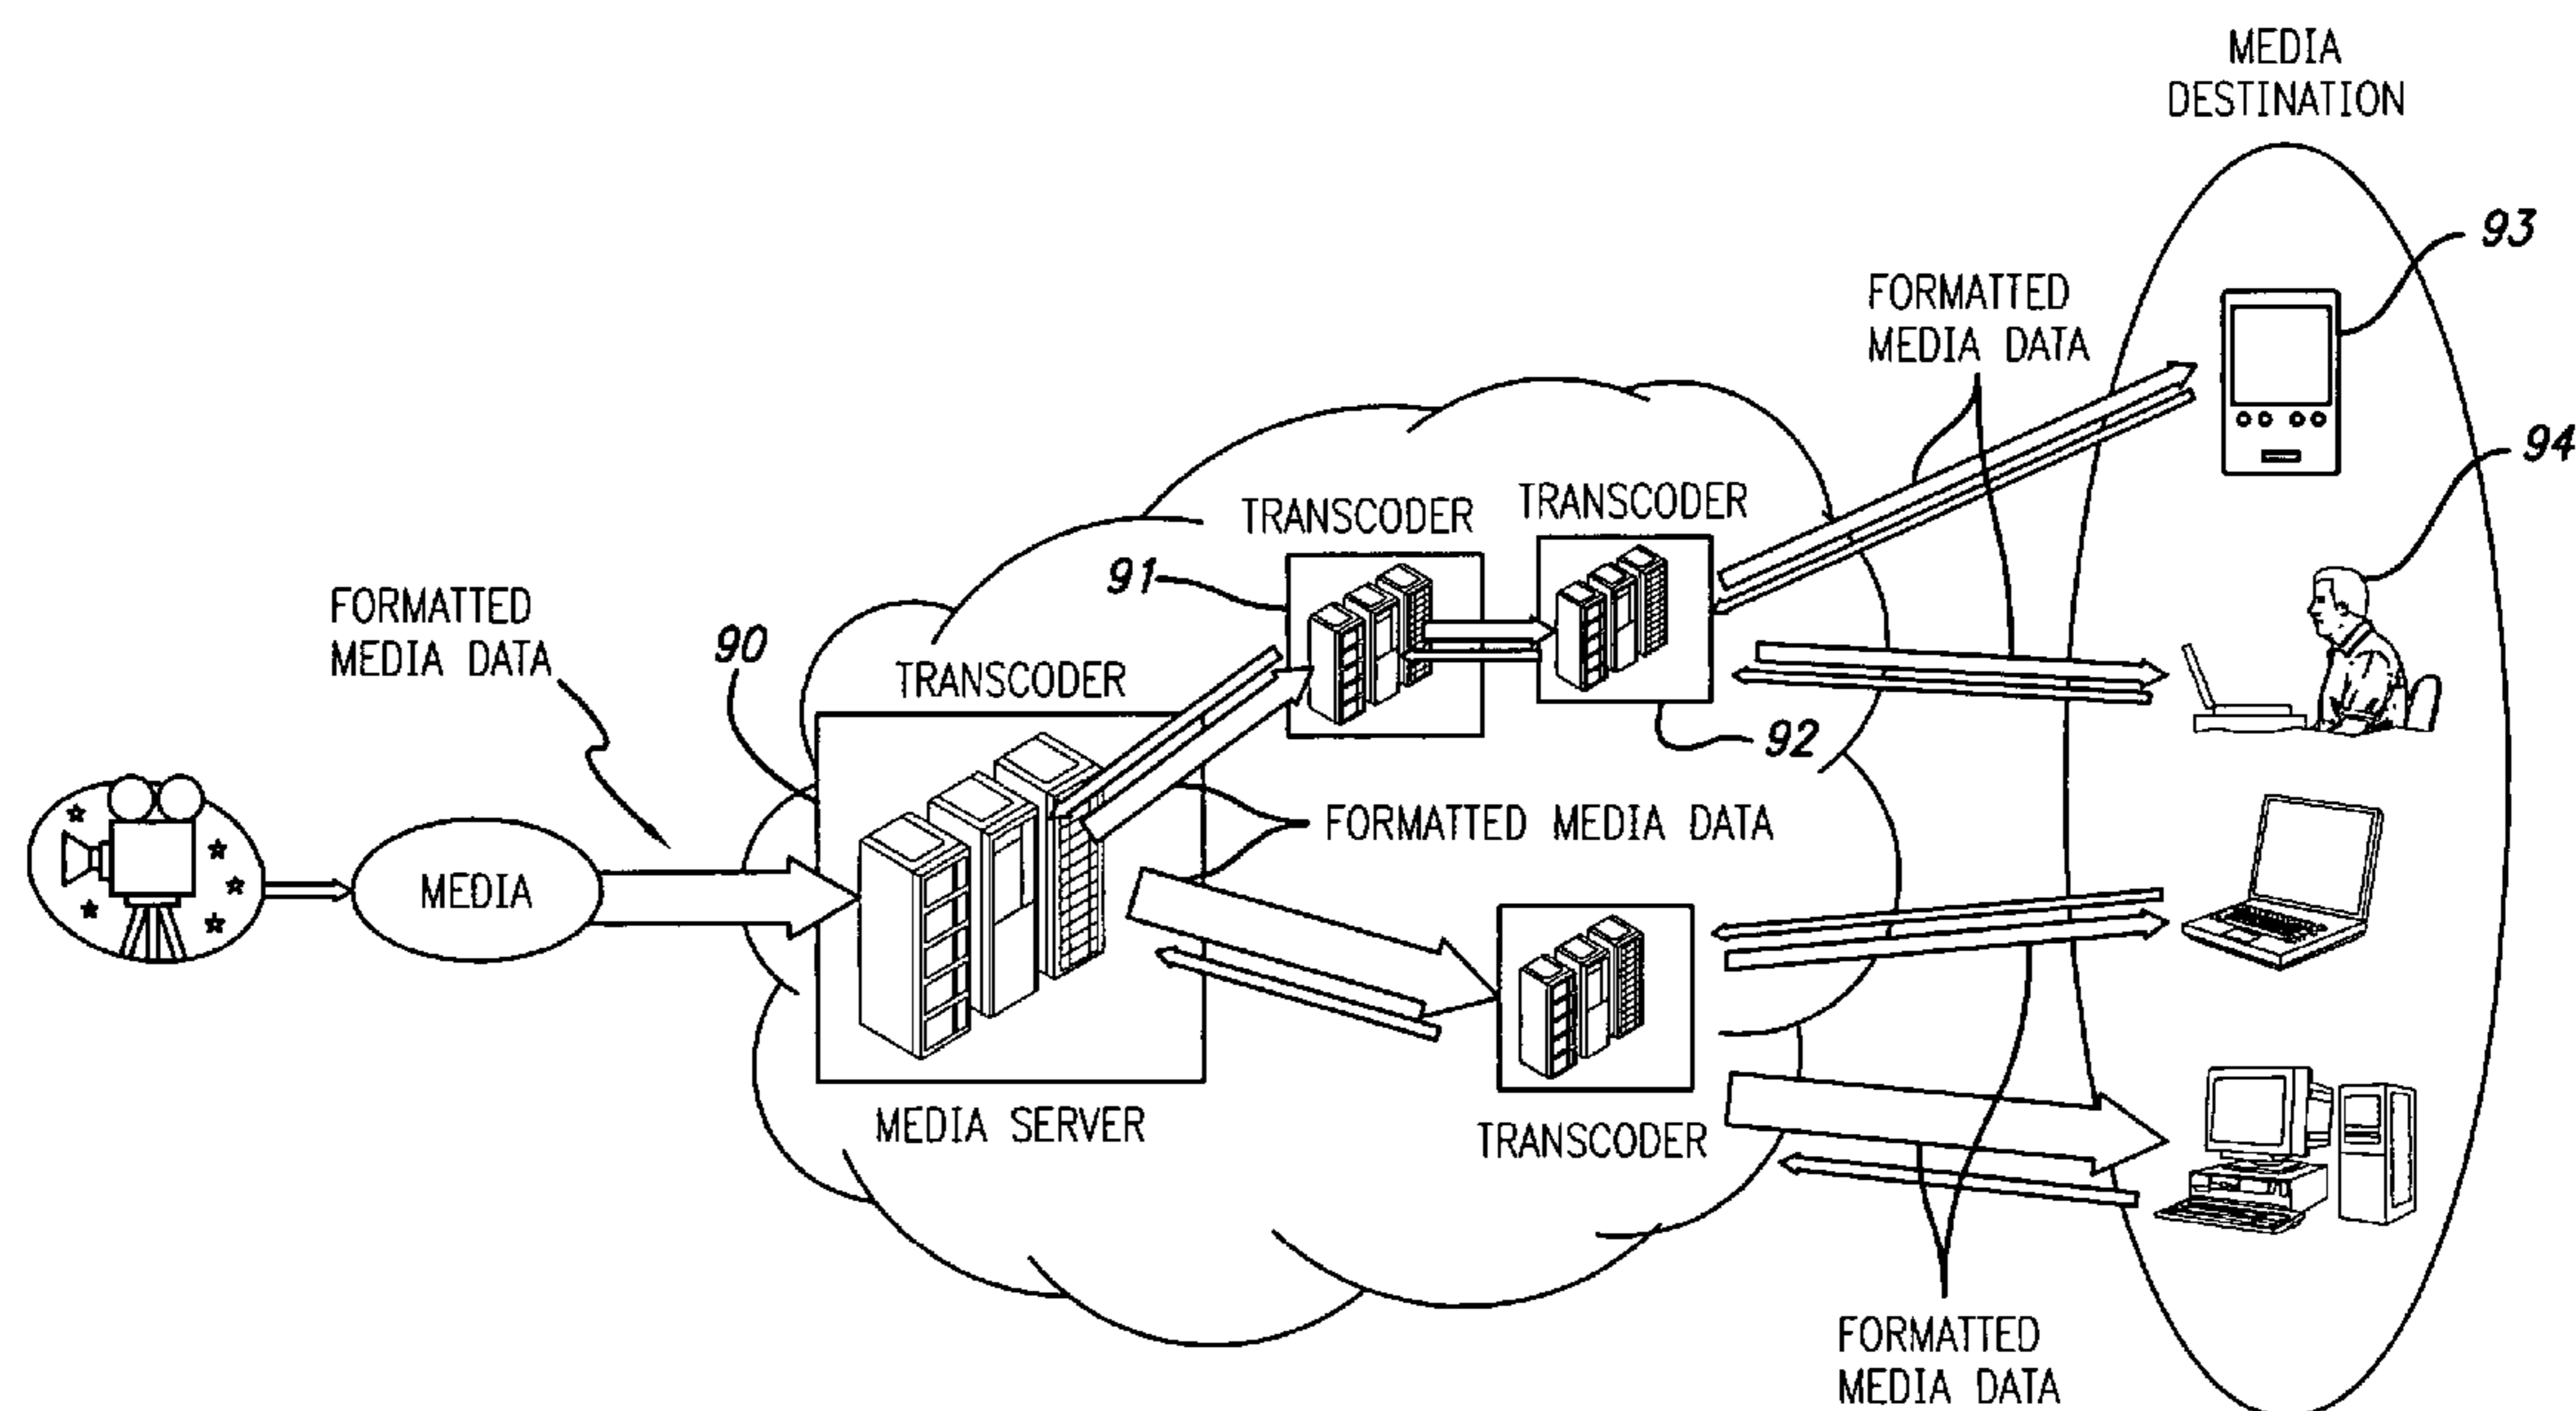 MEDIA
DESTINATION
93
FORMATTED
MEDIA DATA
94
TRANSCODER
TRANSCODER
91
FORMATTED
MEDIA DATA
90
TRANSCODER
92
FORMATTED MEDIA DATA
MEDIA
MEDIA SERVER
TRANSCODER
FORMATTED
MEDIA DATA